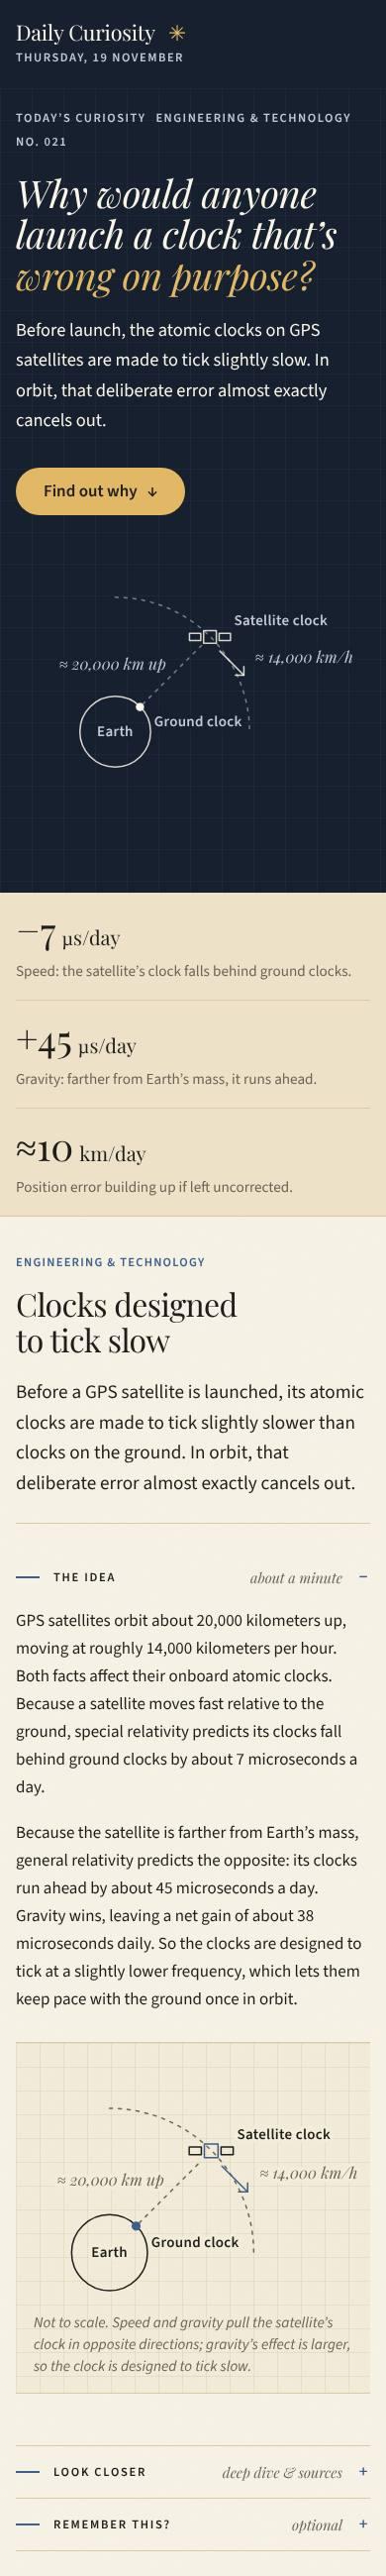 Daily Curiosity
THURSDAY, 19 NOVEMBER
TODAY’S CURIOSITY ENGINEERING & TECHNOLOGY
NO. 021
Why would anyone
launch a clock that’s
wrong on purpose?
Before launch, the atomic clocks on GPS
satellites are made to tick slightly slow. In
orbit, that deliberate error almost exactly
cancels out.
Find out why ↓
Satellite clock
≈ 20,000 km up
≈ 14,000 km/h
Ground clock
Earth
−7 µs/day
Speed: the satellite’s clock falls behind ground clocks.
+45 µs/day
Gravity: farther from Earth’s mass, it runs ahead.
≈10 km/day
Position error building up if left uncorrected.
ENGINEERING & TECHNOLOGY
Clocks designed
to tick slow
Before a GPS satellite is launched, its atomic
clocks are made to tick slightly slower than
clocks on the ground. In orbit, that
deliberate error almost exactly cancels out.
THE IDEA about a minute −
GPS satellites orbit about 20,000 kilometers up,
moving at roughly 14,000 kilometers per hour.
Both facts affect their onboard atomic clocks.
Because a satellite moves fast relative to the
ground, special relativity predicts its clocks fall
behind ground clocks by about 7 microseconds a
day.
Because the satellite is farther from Earth’s mass,
general relativity predicts the opposite: its clocks
run ahead by about 45 microseconds a day.
Gravity wins, leaving a net gain of about 38
microseconds daily. So the clocks are designed to
tick at a slightly lower frequency, which lets them
keep pace with the ground once in orbit.
Satellite clock
≈ 20,000 km up
≈ 14,000 km/h
Ground clock
Earth
Not to scale. Speed and gravity pull the satellite’s
clock in opposite directions; gravity’s effect is larger,
so the clock is designed to tick slow.
LOOK CLOSER deep dive & sources +
REMEMBER THIS? optional +